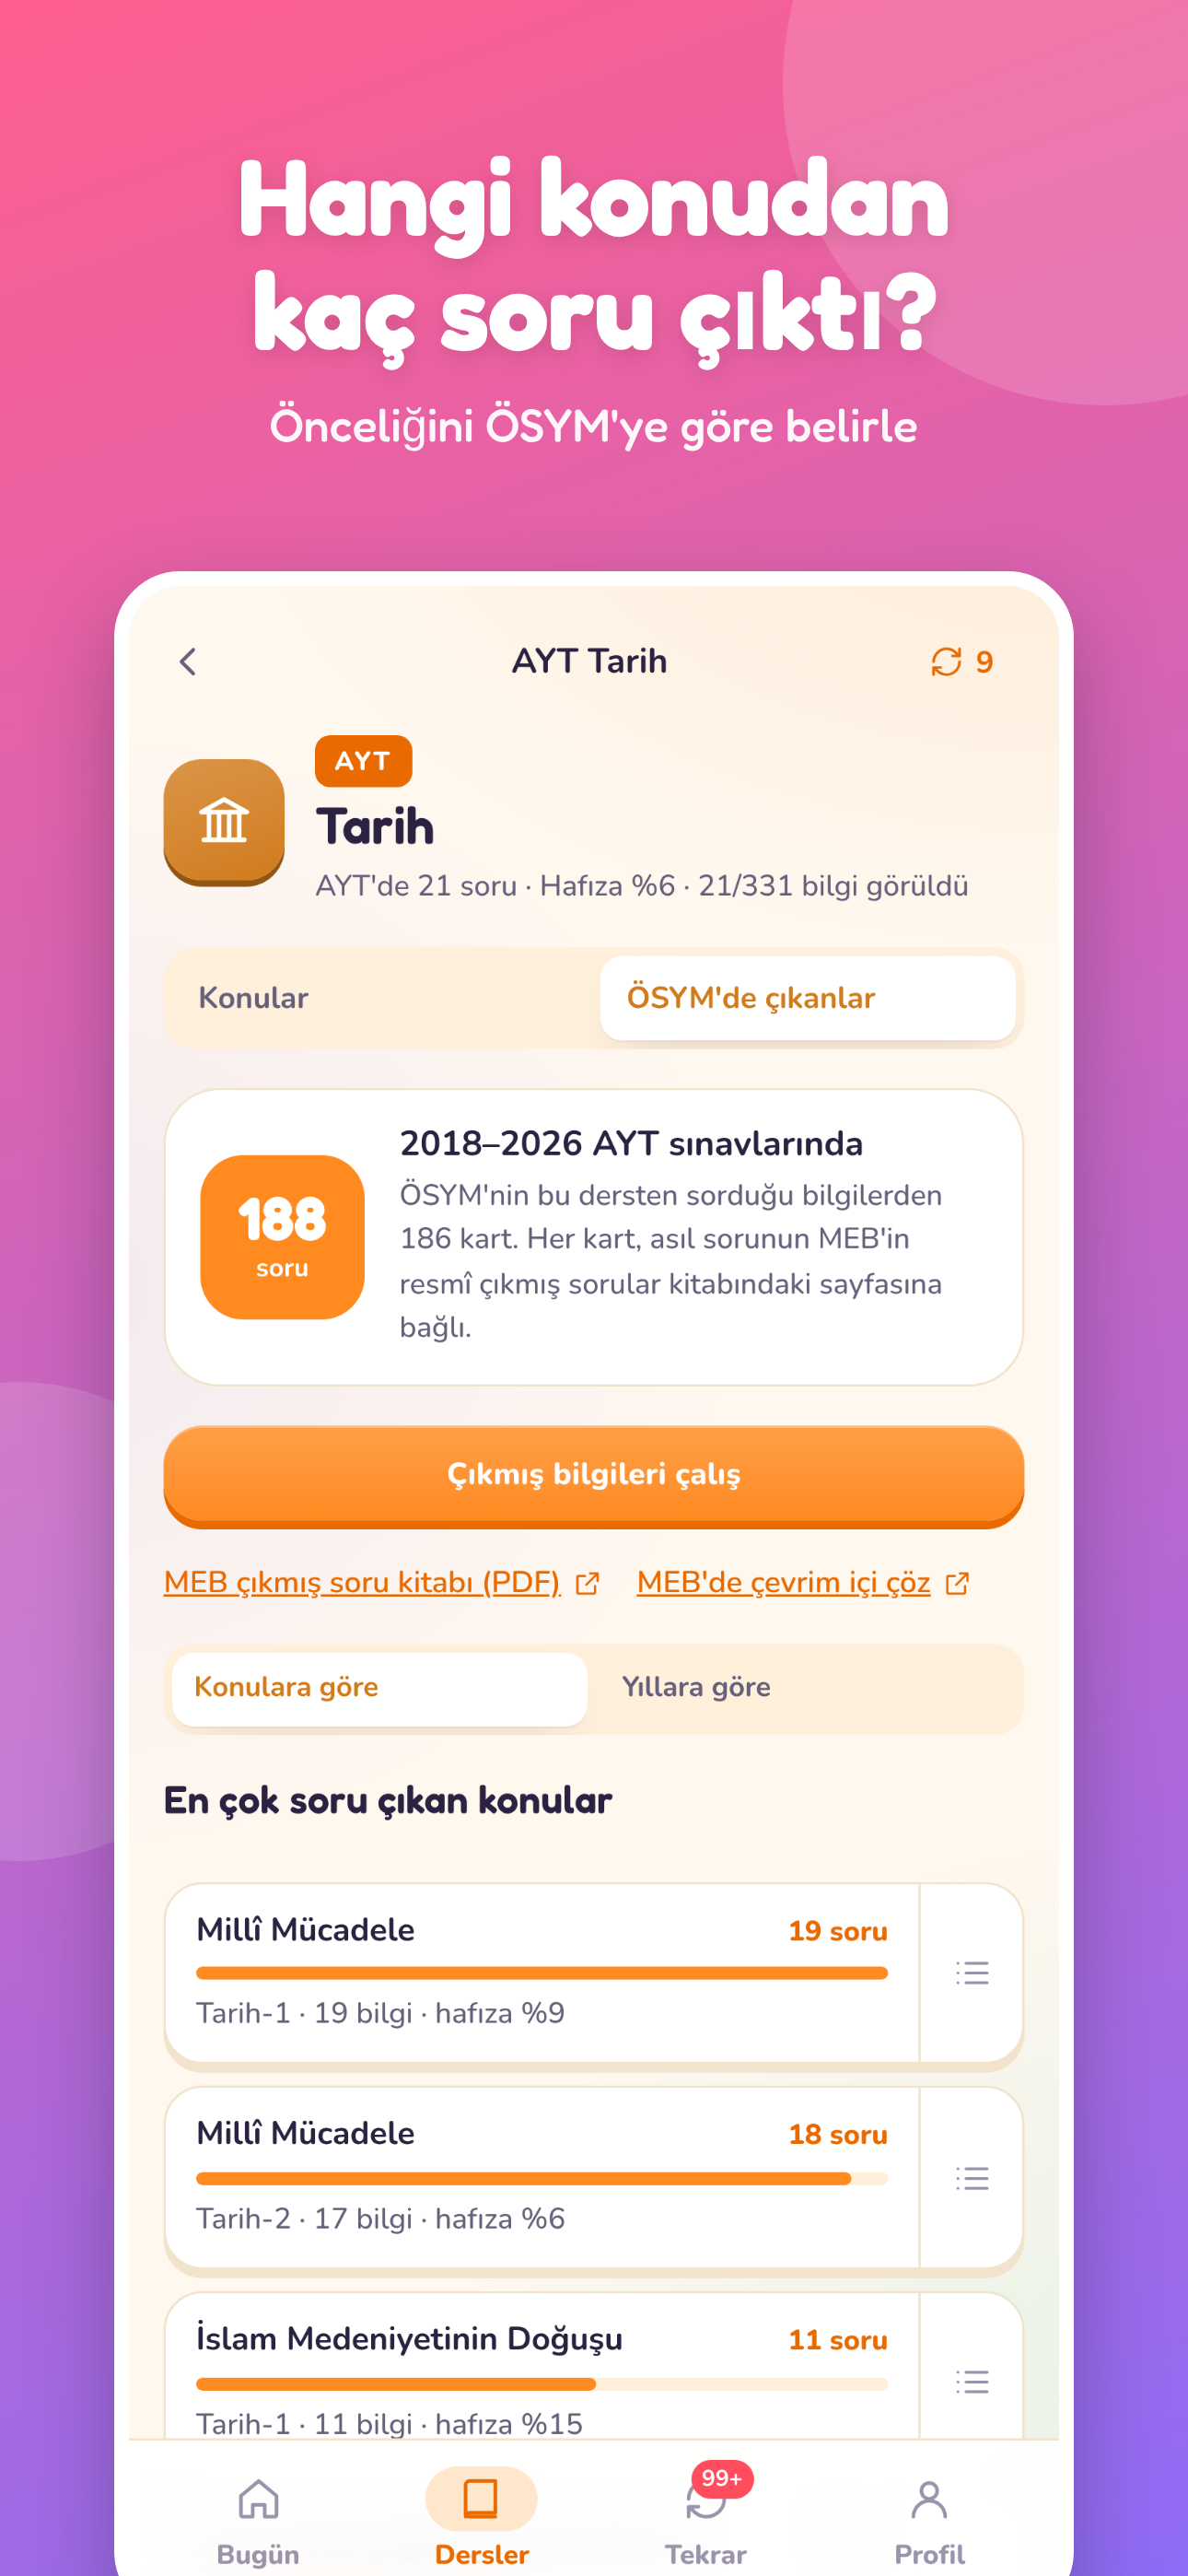 Hangi konudan
kaç soru çıktı?
Önceliğini ÖSYM'ye göre belirle
AYT Tarih
9
AYT
Tarih
AYT'de 21 soru · Hafıza %6 · 21/331 bilgi görüldü
Konular
ÖSYM'de çıkanlar
188
soru
2018–2026 AYT sınavlarında
ÖSYM'nin bu dersten sorduğu bilgilerden
186 kart. Her kart, asıl sorunun MEB'in
resmî çıkmış sorular kitabındaki sayfasına
bağlı.
Çıkmış bilgileri çalış
MEB çıkmış soru kitabı (PDF)
MEB'de çevrim içi çöz
Konulara göre
Yıllara göre
En çok soru çıkan konular
Millî Mücadele
19 soru
Tarih-1 · 19 bilgi · hafıza %9
Millî Mücadele
18 soru
Tarih-2 · 17 bilgi · hafıza %6
İslam Medeniyetinin Doğuşu
11 soru
Tarih-1 · 11 bilgi · hafıza %15
99+
Bugün
Dersler
Tekrar
Profil